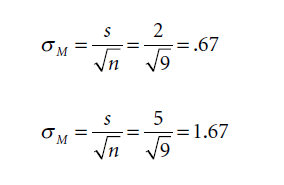 σ_M = s/√n = 2/√9 = .67
σ_M = s/√n = 5/√9 = 1.67